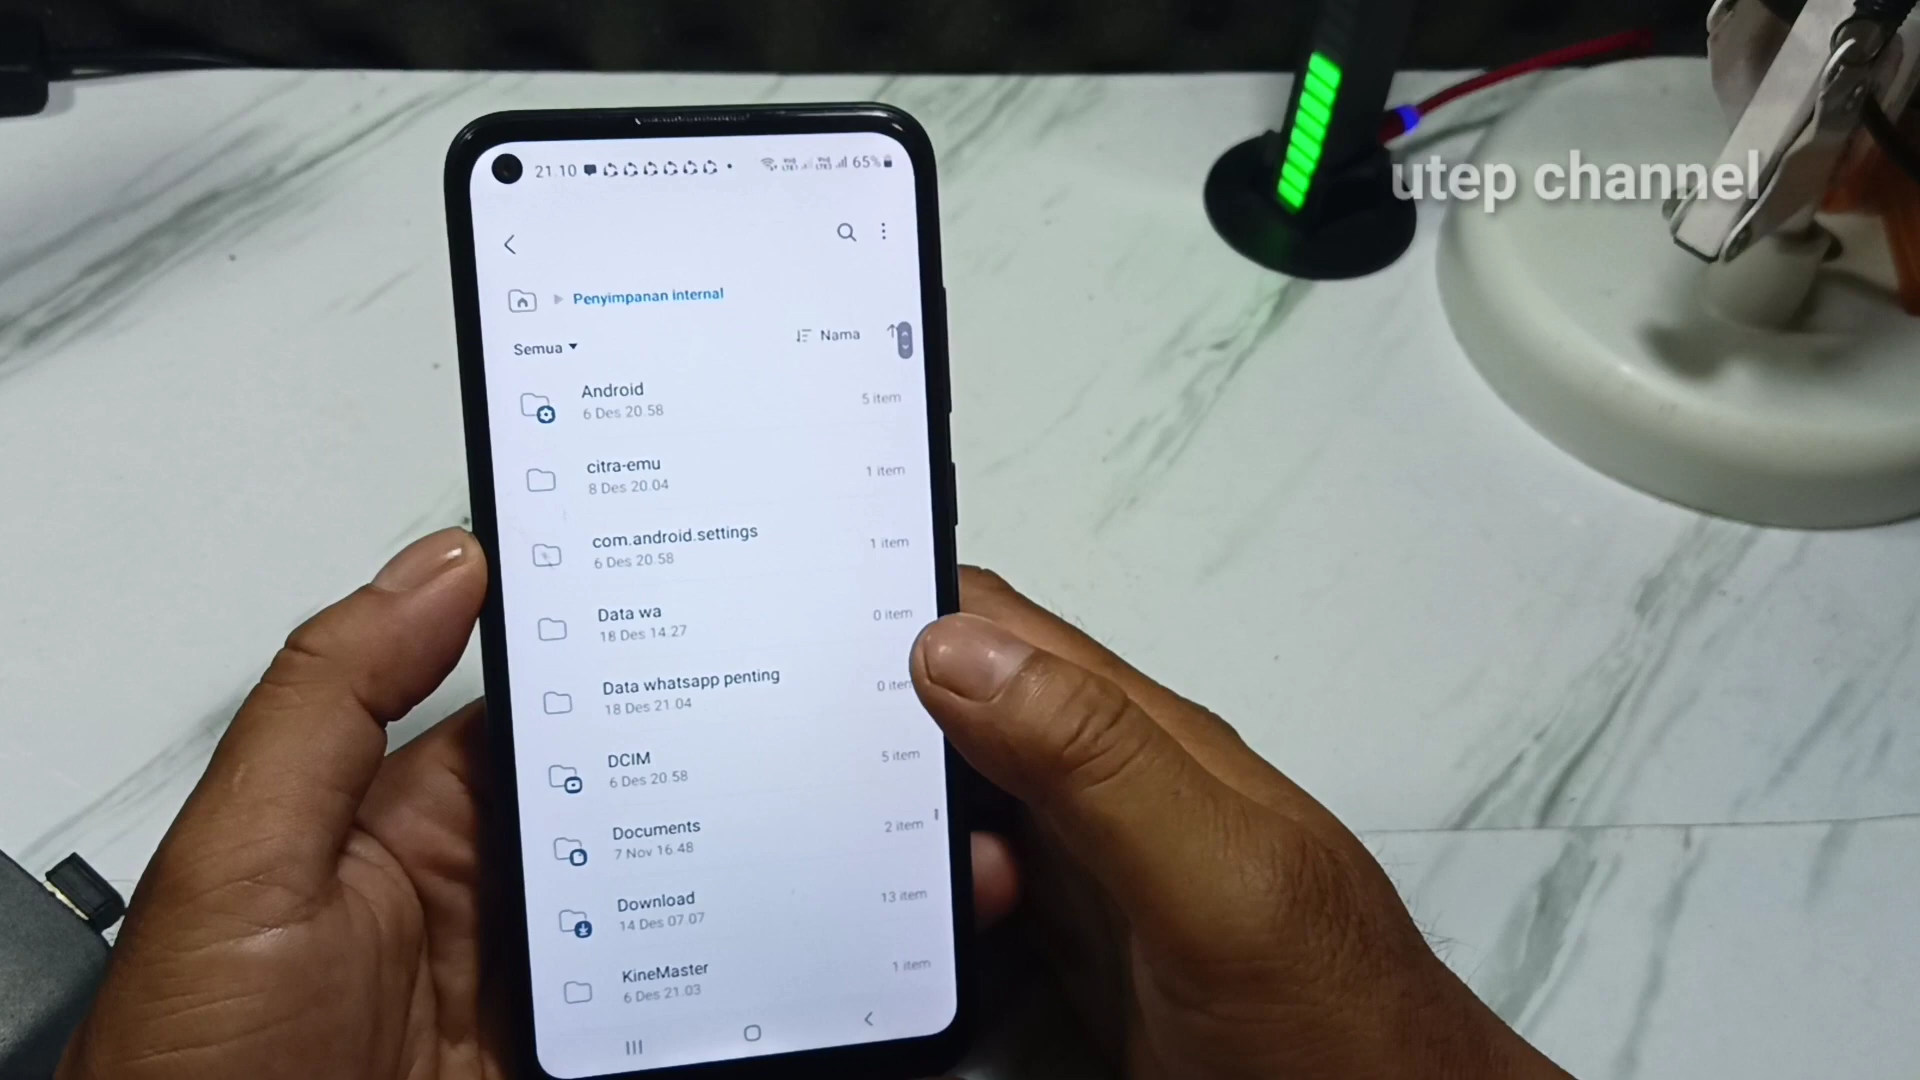 21.10
65%
utep channel
Penyimpanan internal
Semua
Nama
Android
6 Des 20.58
5 item
citra-emu
8 Des 20.04
1 item
com.android.settings
6 Des 20.58
1 item
Data wa
18 Des 14.27
0 item
Data whatsapp penting
18 Des 21.04
0 item
DCIM
6 Des 20.58
5 item
Documents
7 Nov 16.48
2 item
Download
14 Des 07.07
13 item
KineMaster
6 Des 21.03
1 item